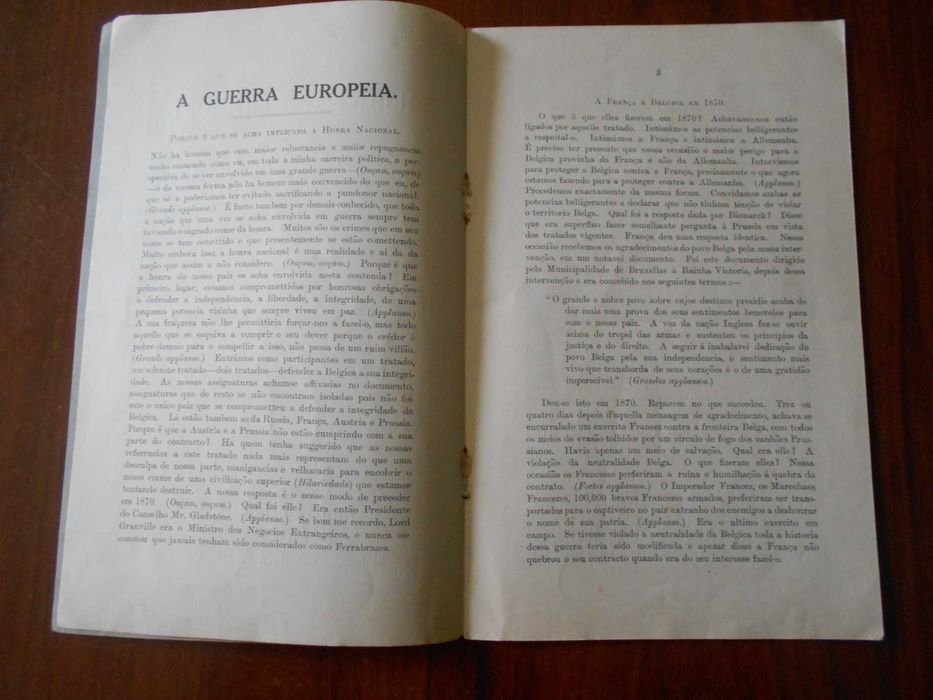 A GUERRA EUROPEIA.
PORQUE É QUE SE ACHA IMPLICADA A HONRA NACIONAL.
Não ha homem que com maior reluctancia e maior repugnancia
tenha encarado como eu, em toda a minha carreira politica, a per-
spectiva de se ver envolvido em uma grande guerra—(Ouçam, ouçam)
—e da mesma forma não ha homem mais convencido do que eu, de
que só a poderiamos ter evitado sacrificando a pundonor nacional.
(Grande applauso.) É facto tambem por demais conhecido, que toda
a nação que uma vez se acha envolvida em guerra sempre tem
invocado o sagrado nome da honra. Muitos são os crimes que em seu
nome se tem comettido e que presentemente se estão comettendo.
Muito embora isso, a honra nacional é uma realidade e ai da da
nação que assim o não considere. (Ouçam, ouçam.) Porque é que
a honra do nosso paiz se acha envolvida nesta contenda? Em
primeiro logar, estamos compromettidos por honrosas obrigações
a defender a independencia, a liberdade, a integridade, de uma
pequena potencia visinha que sempre viveu em paz. (Applauso.)
A sua fraqueza não lhe permittiria forçar-nos a fazel-o, mas todo
aquelle que se esquiva a cumprir o seu dever porque o crédor é
pobre demais para o compellir a isso, não passa de um ruim villão.
(Grande applauso.) Entrámos como participantes em um tratado,
um solemne tratado—dois tratados—defender a Belgica a sua integri-
dade. As nossas assignaturas achamse affixadas no documento,
assignaturas que de resto se não encontram isoladas pois não foi
este o unico paiz que se comprometteu a defender a integridade da
Belgica. Lá estão tambem as da Russia, França, Austria e Prussia.
Porque é que a Austria e a Prussia não estão cumprindo com a sua
parte do contracto? Ha quem tenha suggerido que as nossas
referencias a este tratado nada mais representam do que uma
desculpa de nossa parte, manigancias e velhacaria para encobrir o
nosso ciume de uma civilização superior (Hilariedade) que estamos
tentando destruir. A nossa resposta é o nosso modo de proceder
em 1870. (Ouçam, ouçam.) Qual foi elle? Era então Presidente
do Conselho Mr. Gladstone. (Applauso.) Se bem me recordo, Lord
Granville era o Ministro dos Negocios Extrangeiros, e nunca me
constou que jamais tenham sido considerados como Ferrabrazes.
3
A FRANÇA E BELGICA EM 1870.
O que é que elles fizeram em 1870? Achavamo-nos então
ligados por aquelle tratado. Intimámos as potencias belligerantes
a respeital-o. Intimámos a França e intimámos a Allemanha.
É preciso ter presente que nessa occasião o maior perigo para a
Belgica provinha da França e não da Allemanha. Interviemos
para proteger a Belgica contra a França, precisamente o que agora
estamos fazendo para a proteger contra a Allemanha. (Applauso.)
Procedemos exactamente da mesma forma. Convidamos ambas as
potencias belligerantes a declarar que não tinham tenção de violar
o territorio Belga. Qual foi a resposta dada por Bismarck? Disse
que era superfino fazer semelhante pergunta á Prussia em vista
dos tratados vigentes. França deu uma resposta identica. Nessa
occasião recebemos os agradecimentos do povo Belga pela nossa inter-
venção, em um notavel documento. Foi este documento dirigido
pela Municipalidade de Bruxellas á Rainha Victoria, depois dessa
intervenção e era concebido nos seguintes termos :—
"O grande e nobre povo sobre cujos destinos presidis acaba de
dar mais uma prova dos seus sentimentos benevolos para
com o nosso paiz. A voz da nação Ingleza fez-se ouvir
acima do tropel das armas e sustentou os principios da
justiça e do direito. A seguir á inabalavel dedicação do
povo Belga pela sua independencia, o sentimento mais
vivo que transborda de seus corações é o de uma gratidão
imperecivel." (Grandes applausos.)
Deu-se isto em 1870. Reparem no que succedeu. Trez ou
quatro dias depois d'aquella mensagem de agradecimento, achava se
encurralado um exercito Francez contra a fronteira Belga, com todos
os meios de evasão tolhidos por um circulo de fogo dos canhões Prus-
sianos. Havia apenas um meio de salvação. Qual era elle? A
violação da neutralidade Belga. O que fizeram elles? Nessa
occasião os Francezes preferiram a ruina e humilhação á quebra do
contrato. (Fortes applausos.) O Imperador Francez, os Marechaes
Francezes, 100,000 bravos Francezes armados, preferiram ser trans-
portados para o captiveiro no paiz extranho dos enemigos a deshonrar
o nome de sua patria. (Applauso.) Era o ultimo exercito em
campo. Se tivesse violado a neutralidade da Belgica toda a historia
dessa guerra teria sido modificada e apezar disso a França não
quebrou o seu contracto quando era do seu interesse fazel-o.